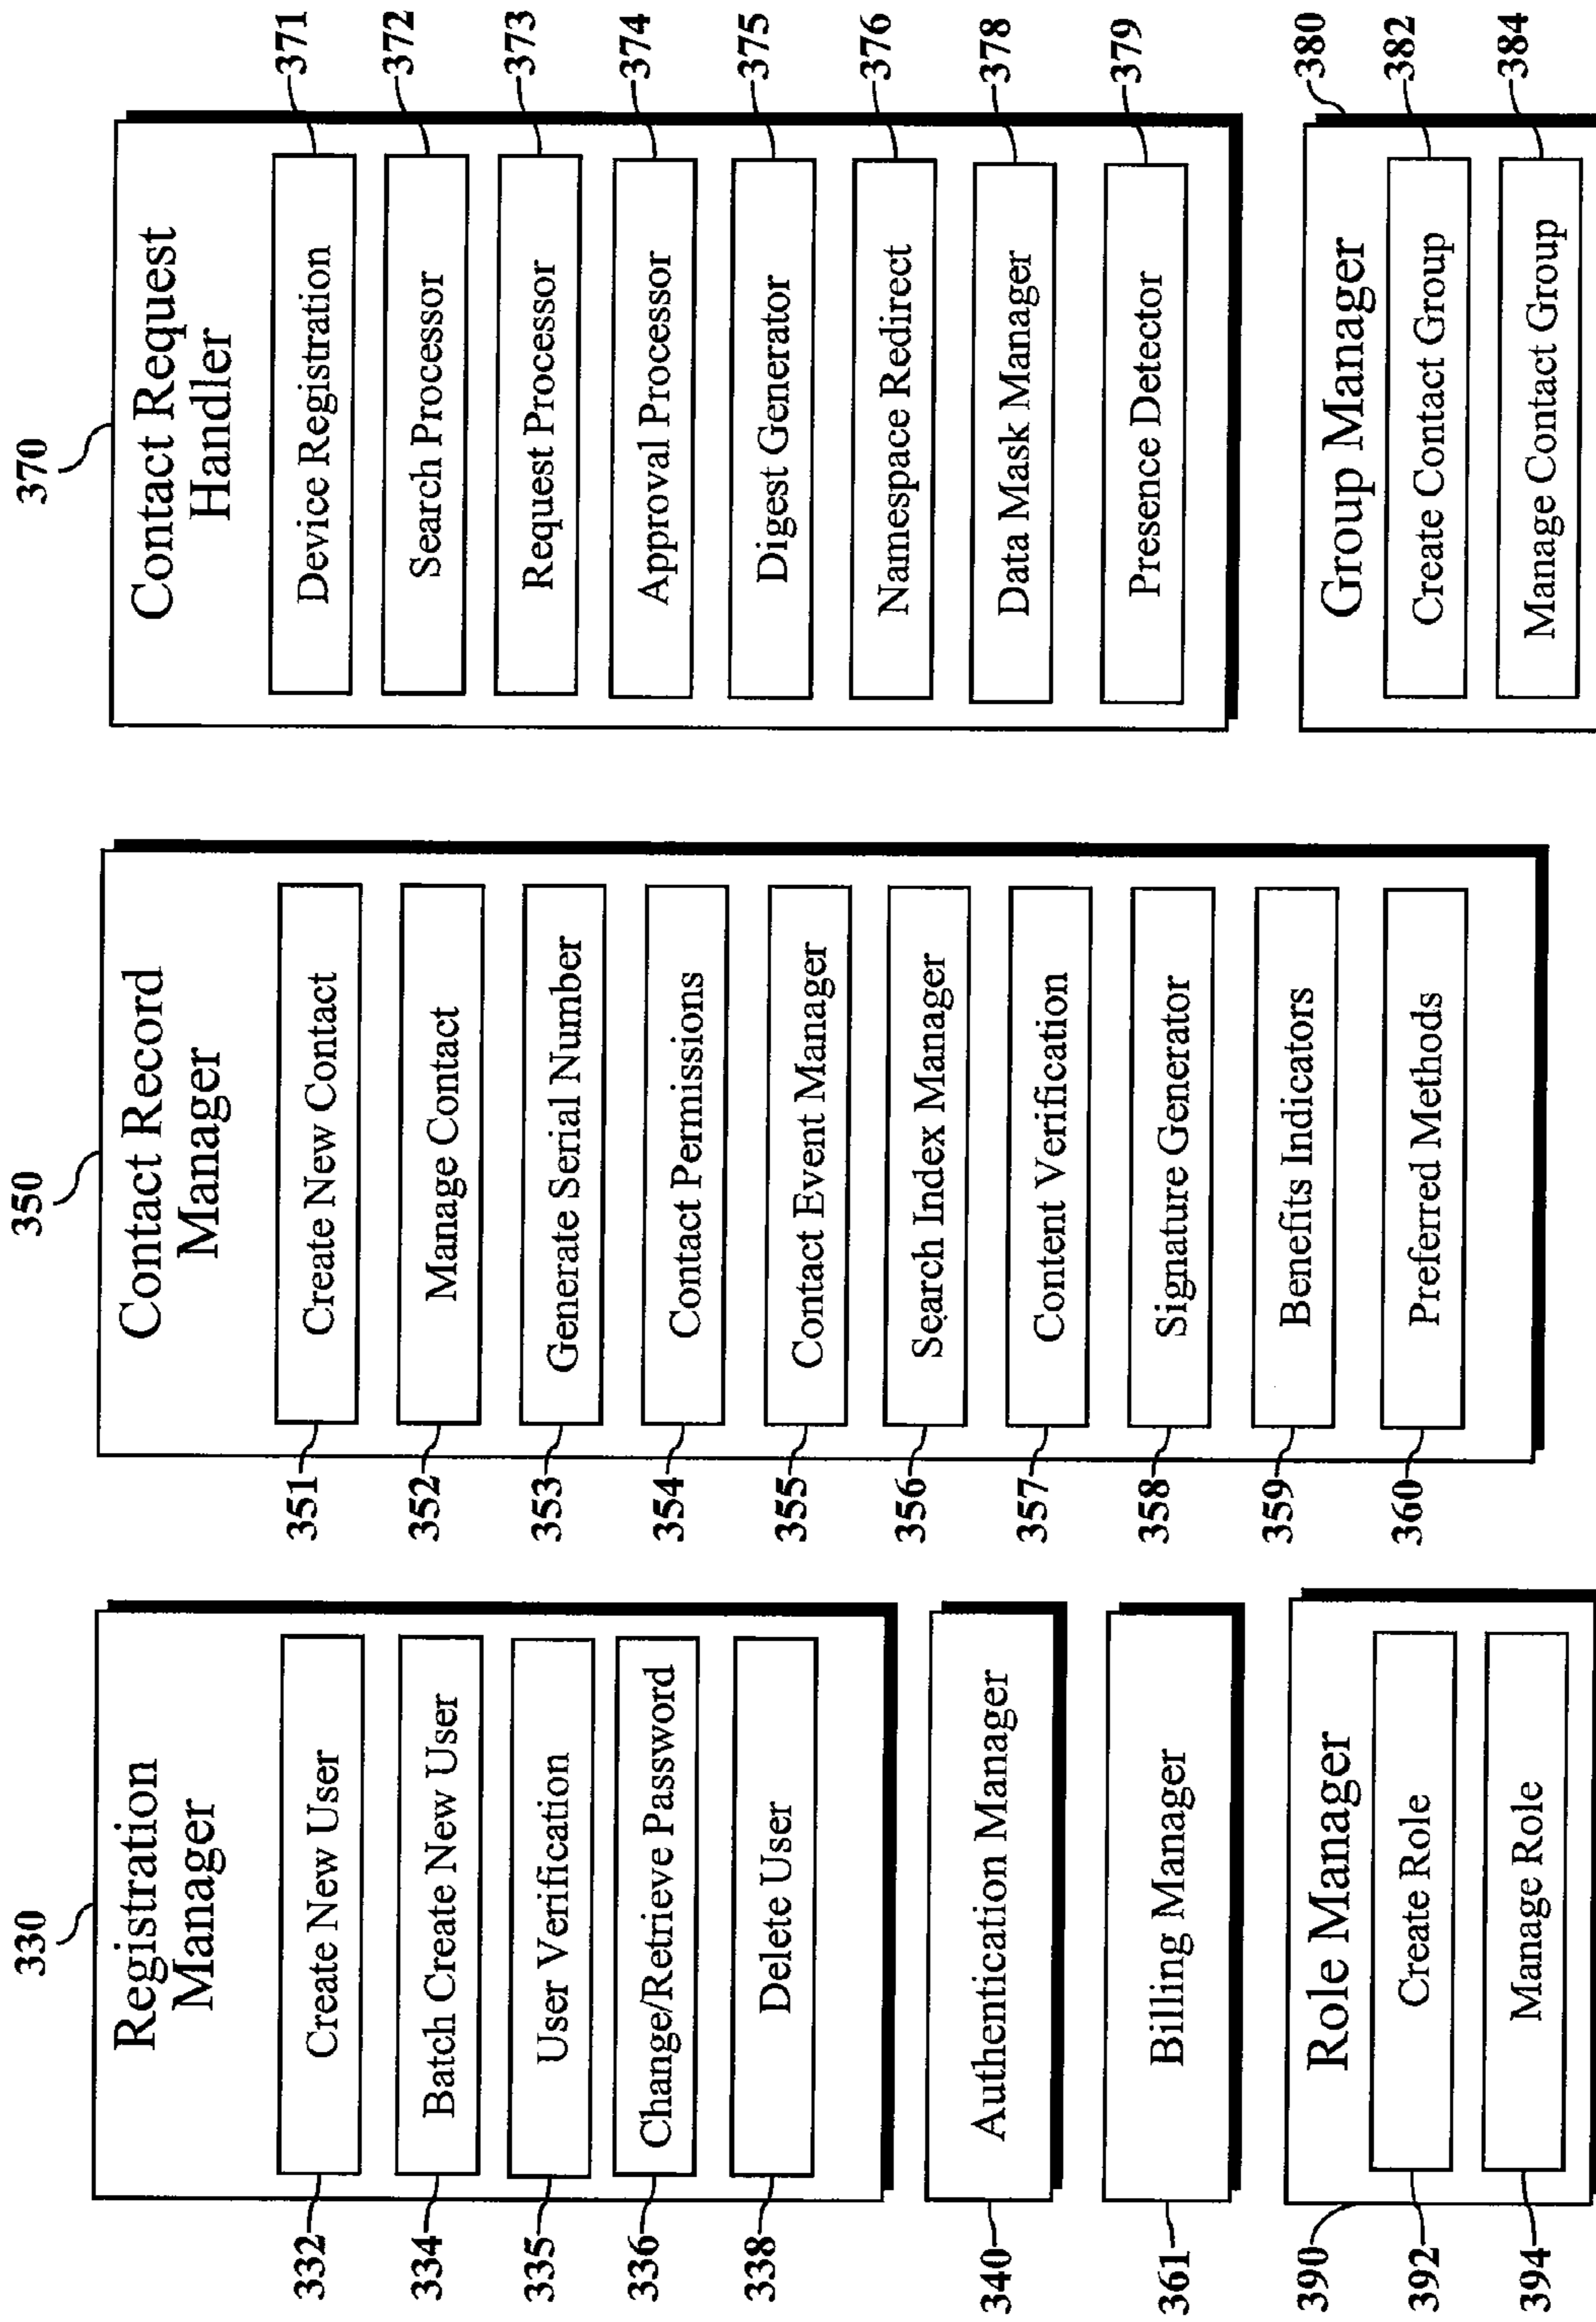 330
Registration
Manager
332
Create New User
334
Batch Create New User
335
User Verification
336
Change/Retrieve Password
338
Delete User
340
Authentication Manager
361
Billing Manager
390
Role Manager
392
Create Role
394
Manage Role
350
Contact Record
Manager
351
Create New Contact
352
Manage Contact
353
Generate Serial Number
354
Contact Permissions
355
Contact Event Manager
356
Search Index Manager
357
Content Verification
358
Signature Generator
359
Benefits Indicators
360
Preferred Methods
370
Contact Request
Handler
Device Registration
371
Search Processor
372
Request Processor
373
Approval Processor
374
Digest Generator
375
Namespace Redirect
376
Data Mask Manager
378
Presence Detector
379
380
Group Manager
Create Contact Group
382
Manage Contact Group
384